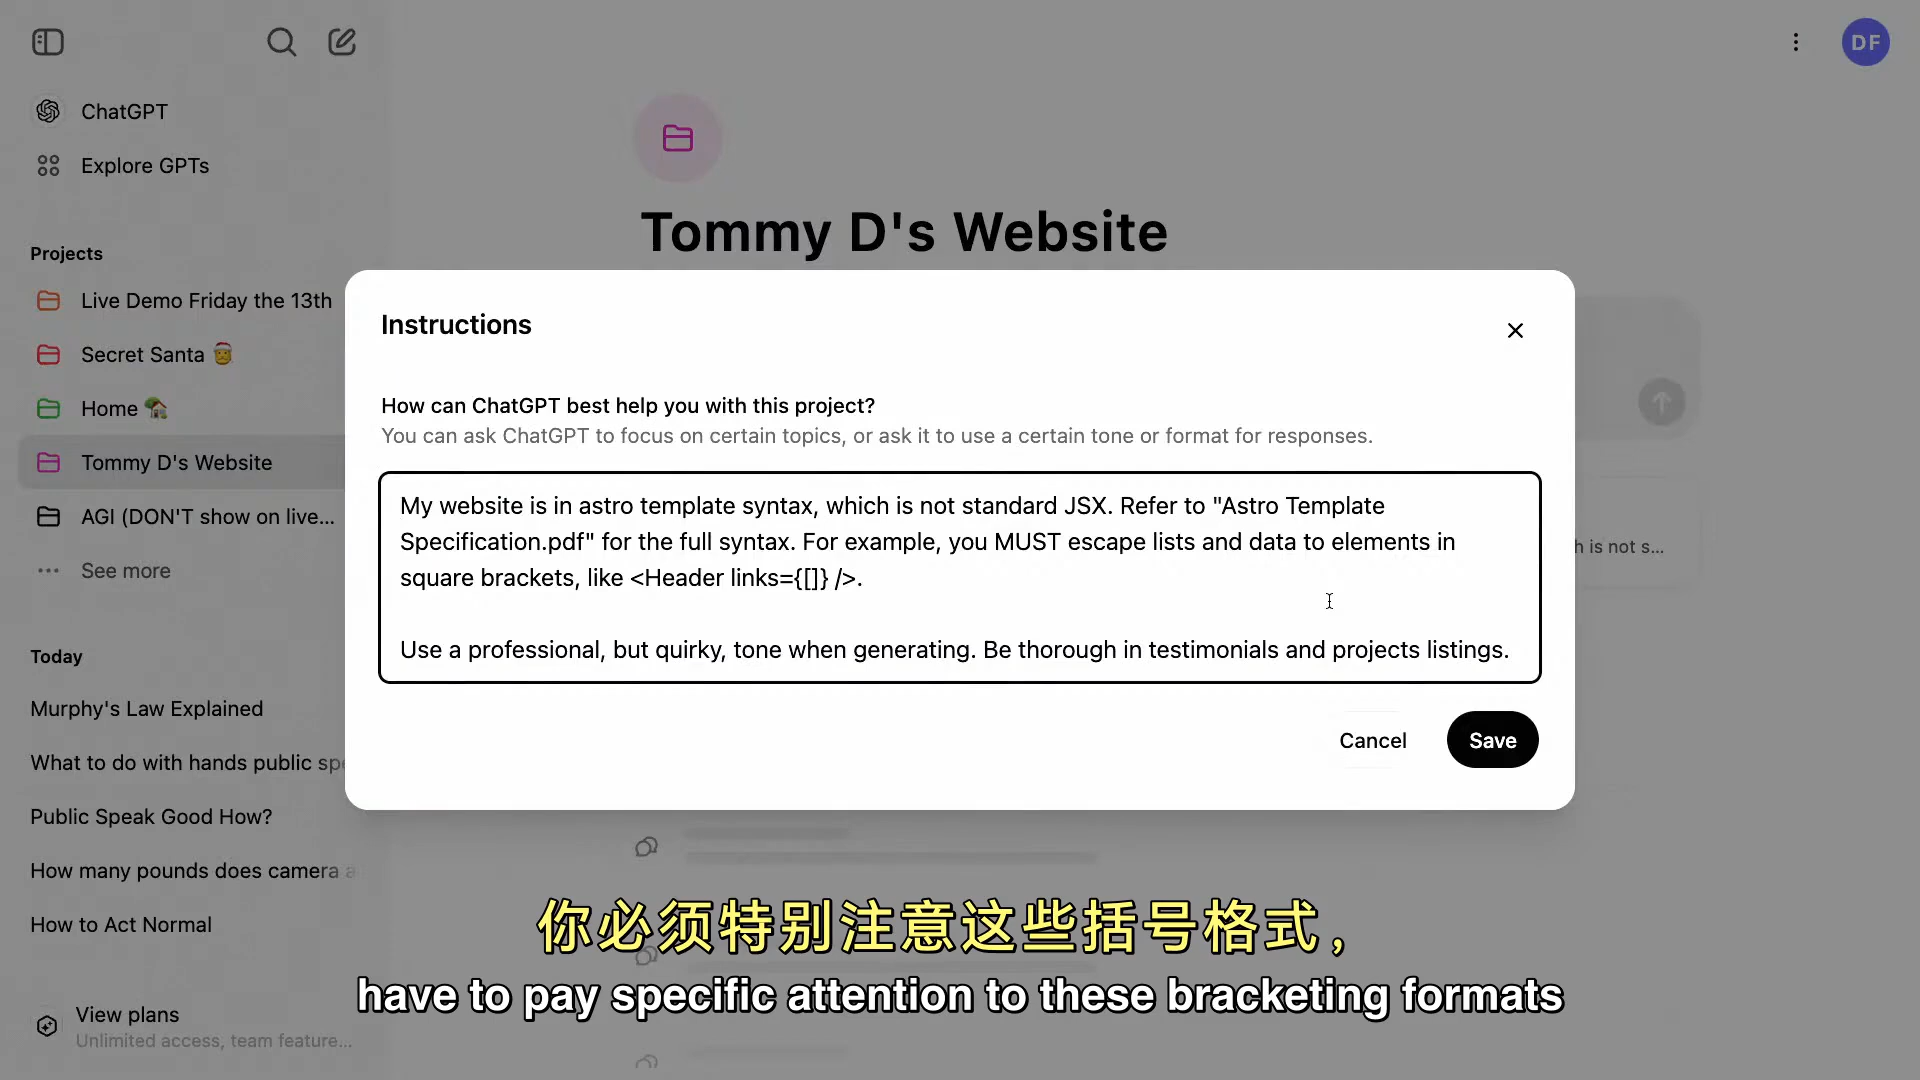 DF
ChatGPT
Explore GPTs
Projects
Live Demo Friday the 13th
Secret Santa 🎅
Home 🏡
Tommy D's Website
AGI (DON'T show on live...
See more
Today
Murphy's Law Explained
What to do with hands public spe
Public Speak Good How?
How many pounds does camera a
How to Act Normal
View plans
Unlimited access, team feature...
Tommy D's Website
h is not s...
Instructions
How can ChatGPT best help you with this project?
You can ask ChatGPT to focus on certain topics, or ask it to use a certain tone or format for responses.
My website is in astro template syntax, which is not standard JSX. Refer to "Astro Template
Specification.pdf" for the full syntax. For example, you MUST escape lists and data to elements in
square brackets, like <Header links={[]} />.
Use a professional, but quirky, tone when generating. Be thorough in testimonials and projects listings.
Cancel
Save
你必须特别注意这些括号格式，
have to pay specific attention to these bracketing formats